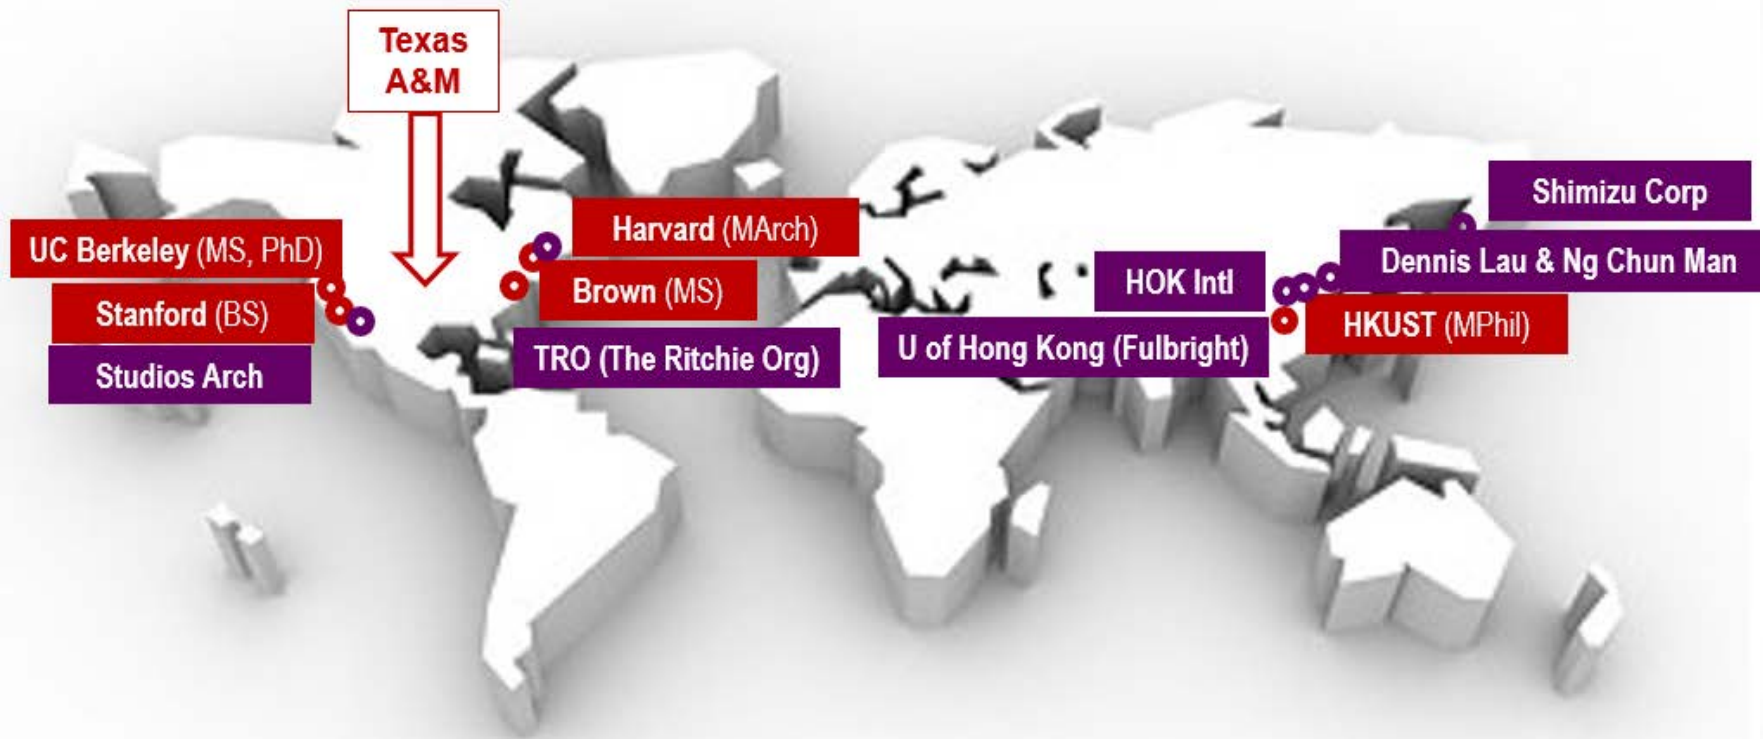 Texas
A&M
UC Berkeley (MS, PhD)
Stanford (BS)
Studios Arch
Harvard (MArch)
Brown (MS)
TRO (The Ritchie Org)
Shimizu Corp
Dennis Lau & Ng Chun Man
HOK Intl
HKUST (MPhil)
U of Hong Kong (Fulbright)